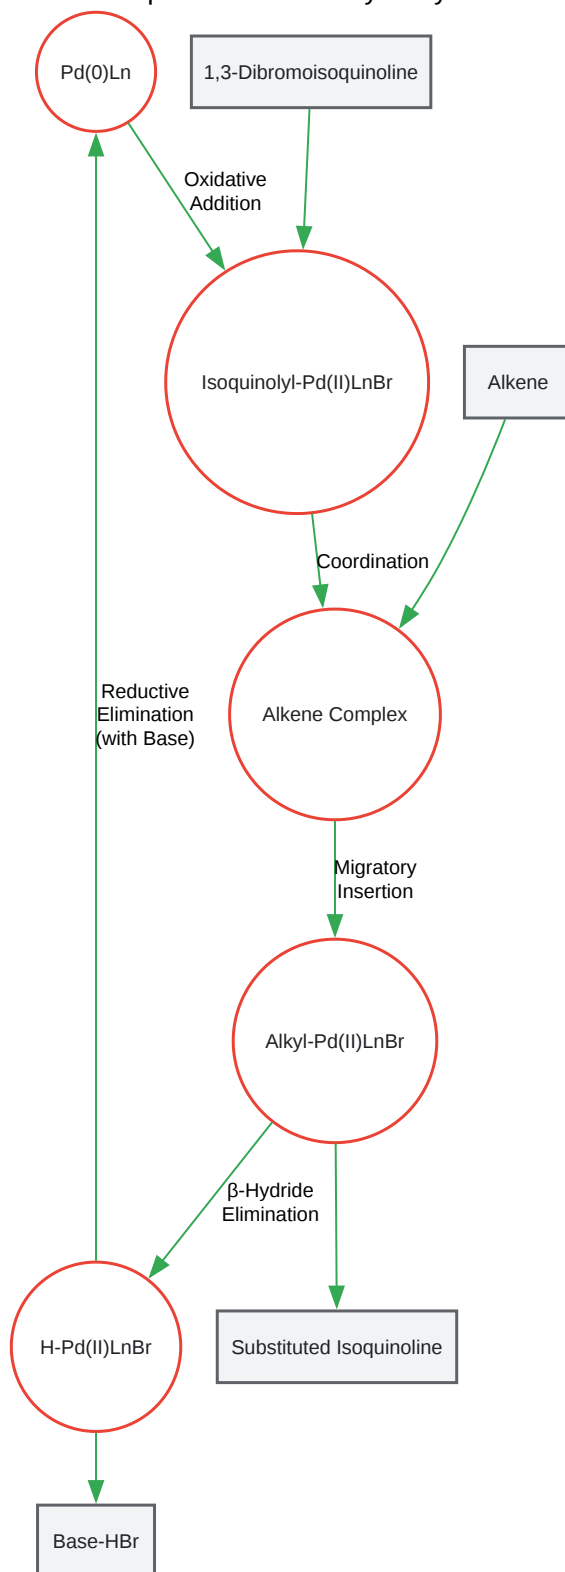 Pd(0)Ln
1,3-Dibromoisoquinoline
Oxidative
Addition
Isoquinolyl-Pd(II)LnBr
Alkene
Coordination
Reductive
Elimination
(with Base)
Alkene Complex
Migratory
Insertion
Alkyl-Pd(II)LnBr
β-Hydride
Elimination
H-Pd(II)LnBr
Substituted Isoquinoline
Base-HBr